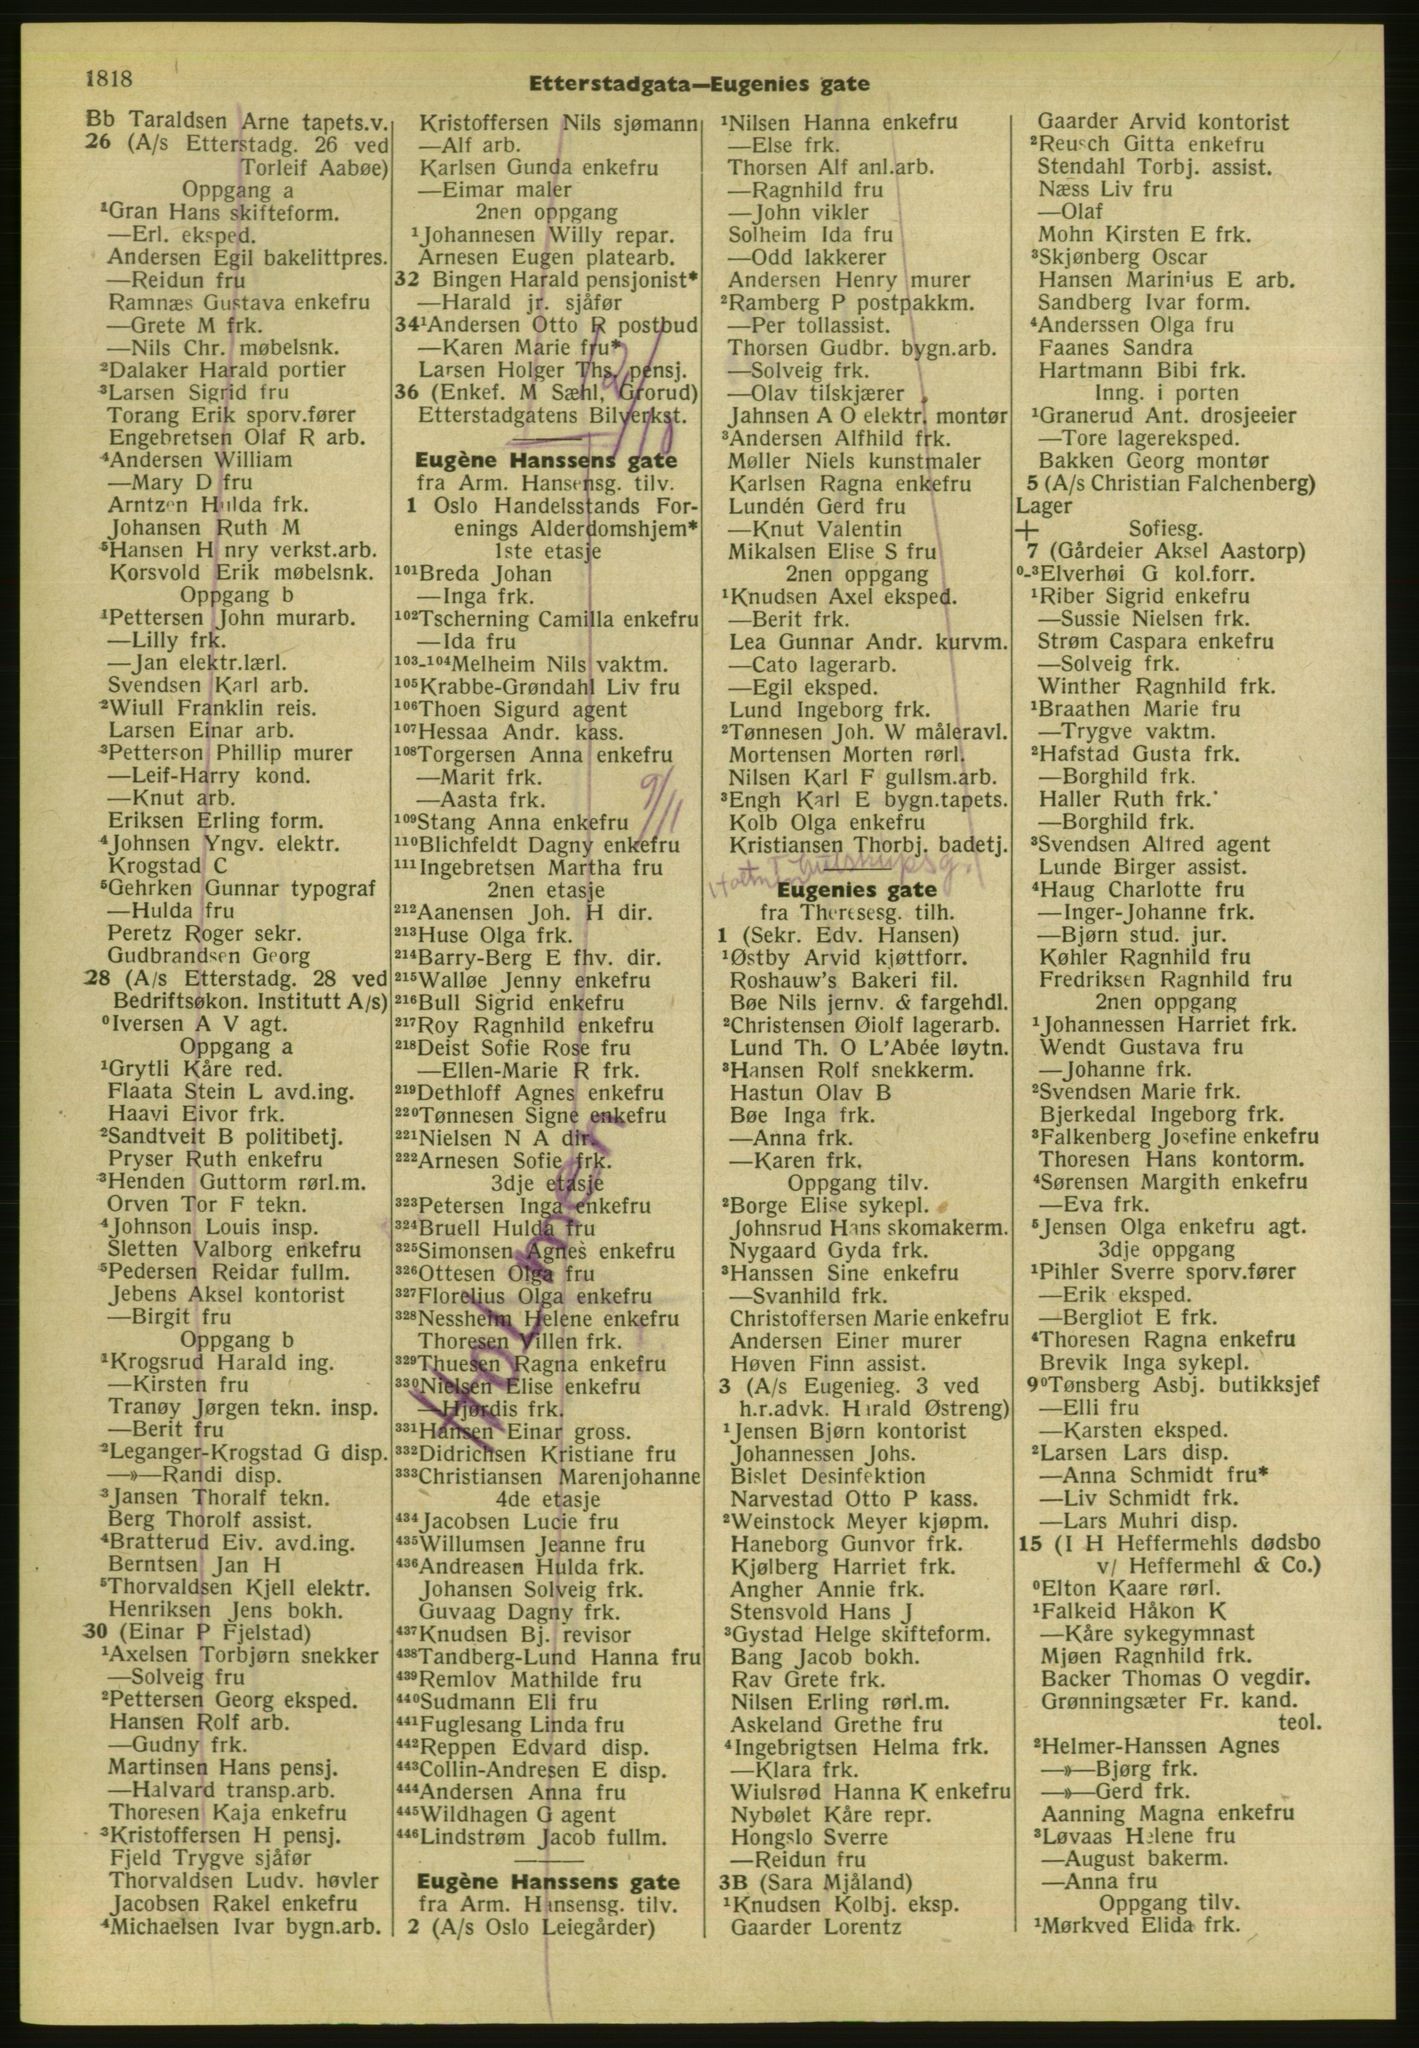 1818
Etterstadgata—Eugenies gate
Bb Taraldsen Arne tapets.v.
26 (A/s Etterstadg. 26 ved
Torleif Aabøe)
Oppgang a
¹Gran Hans skifteform.
—Erl. eksped.
Andersen Egil bakelittpres.
—Reidun fru
Ramnæs Gustava enkefru
—Grete M frk.
—Nils Chr. møbelsnk.
²Dalaker Harald portier
³Larsen Sigrid fru
Torang Erik sporv.fører
Engebretsen Olaf R arb.
⁴Andersen William
—Mary D fru
Arntzen Hulda frk.
Johansen Ruth M
⁵Hansen H nry verkst.arb.
Korsvold Erik møbelsnk.
Oppgang b
¹Pettersen John murarb.
—Lilly frk.
—Jan elektr.lærl.
Svendsen Karl arb.
²Wiull Franklin reis.
Larsen Einar arb.
³Petterson Phillip murer
—Leif-Harry kond.
—Knut arb.
Eriksen Erling form.
⁴Johnsen Yngv. elektr.
Krogstad C
⁵Gehrken Gunnar typograf
—Hulda fru
Peretz Roger sekr.
Gudbrandsen Georg
28 (A/s Etterstadg. 28 ved
Bedriftsøkon. Institutt A/s)
⁰Iversen A V agt.
Oppgang a
¹Grytli Kåre red.
Flaata Stein L avd.ing.
Haavi Eivor frk.
²Sandtveit B politibetj.
Pryser Ruth enkefru
³Henden Guttorm rørl.m.
Orven Tor F tekn.
⁴Johnson Louis insp.
Sletten Valborg enkefru
⁵Pedersen Reidar fullm.
Jebens Aksel kontorist
—Birgit fru
Oppgang b
¹Krogsrud Harald ing.
—Kirsten fru
Tranøy Jørgen tekn. insp.
—Berit fru
²Leganger-Krogstad G disp.
—»—Randi disp.
³Jansen Thoralf tekn.
Berg Thorolf assist.
⁴Bratterud Eiv. avd.ing.
Berntsen Jan H
⁵Thorvaldsen Kjell elektr.
Henriksen Jens bokh.
30 (Einar P Fjelstad)
¹Axelsen Torbjørn snekker
—Solveig fru
²Pettersen Georg eksped.
Hansen Rolf arb.
—Gudny frk.
Martinsen Hans pensj.
—Halvard transp.arb.
Thoresen Kaja enkefru
³Kristoffersen H pensj.
Fjeld Trygve sjåfør
Thorvaldsen Ludv. høvler
Jacobsen Rakel enkefru
⁴Michaelsen Ivar bygn.arb.
Kristoffersen Nils sjømann
—Alf arb.
Karlsen Gunda enkefru
—Eimar maler
2nen oppgang
¹Johannesen Willy repar.
Arnesen Eugen platearb.
32 Bingen Harald pensjonist*
—Harald jr. sjåfør
34¹Andersen Otto R postbud
—Karen Marie fru*
Larsen Holger Ths. pensj.
36 (Enkef. M Sæhl, Grorud)
Etterstadgatens Bilverkst.
Eugène Hanssens gate
fra Arm. Hansensg. tilv.
1 Oslo Handelsstands For-
enings Alderdomshjem*
1ste etasje
¹⁰¹Breda Johan
—Inga frk.
¹⁰²Tscherning Camilla enkefru
—Ida fru
¹⁰³-¹⁰⁴Melheim Nils vaktm.
¹⁰⁵Krabbe-Grøndahl Liv fru
¹⁰⁶Thoen Sigurd agent
¹⁰⁷Hessaa Andr. kass.
¹⁰⁸Torgersen Anna enkefru
—Marit frk.
—Aasta frk.
9/11
¹⁰⁹Stang Anna enkefru
¹¹⁰Blichfeldt Dagny enkefru
¹¹¹Ingebretsen Martha fru
2nen etasje
²¹²Aanensen Joh. H dir.
²¹³Huse Olga frk.
²¹⁴Barry-Berg E fhv. dir.
²¹⁵Walløe Jenny enkefru
²¹⁶Bull Sigrid enkefru
²¹⁷Roy Ragnhild enkefru
²¹⁸Deist Sofie Rose fru
—Ellen-Marie R frk.
²¹⁹Dethloff Agnes enkefru
²²⁰Tønnesen Signe enkefru
²²¹Nielsen N A dir.
²²²Arnesen Sofie frk.
3dje etasje
³²³Petersen Inga enkefru
³²⁴Bruell Hulda fru
³²⁵Simonsen Agnes enkefru
³²⁶Ottesen Olga fru
³²⁷Florelius Olga enkefru
³²⁸Nessheim Helene enkefru
Thoresen Villen frk.
³²⁹Thuesen Ragna enkefru
³³⁰Nielsen Elise enkefru
—Hjørdis frk.
Holmen
³³¹Hansen Einar gross.
³³²Didrichsen Kristiane fru
³³³Christiansen Marenjohanne
4de etasje
⁴³⁴Jacobsen Lucie fru
⁴³⁵Willumsen Jeanne fru
⁴³⁶Andreasen Hulda frk.
Johansen Solveig frk.
Guvaag Dagny frk.
⁴³⁷Knudsen Bj. revisor
⁴³⁸Tandberg-Lund Hanna fru
⁴³⁹Remlov Mathilde fru
⁴⁴⁰Sudmann Eli fru
⁴⁴¹Fuglesang Linda fru
⁴⁴²Reppen Edvard disp.
⁴⁴³Collin-Andresen E disp.
⁴⁴⁴Andersen Anna fru
⁴⁴⁵Wildhagen G agent
⁴⁴⁶Lindstrøm Jacob fullm.
Eugène Hanssens gate
fra Arm. Hansensg. tilv.
2 (A/s Oslo Leiegårder)
¹Nilsen Hanna enkefru
—Else frk.
Thorsen Alf anl.arb.
—Ragnhild fru
—John vikler
Solheim Ida fru
—Odd lakkerer
Andersen Henry murer
²Ramberg P postpakkm.
—Per tollassist.
Thorsen Gudbr. bygn.arb.
—Solveig frk.
—Olav tilskjærer
Jahnsen A O elektr. montør
³Andersen Alfhild frk.
Møller Niels kunstmaler
Karlsen Ragna enkefru
Lundén Gerd fru
—Knut Valentin
Mikalsen Elise S fru
2nen oppgang
¹Knudsen Axel eksped.
—Berit frk.
Lea Gunnar Andr. kurvm.
—Cato lagerarb.
—Egil eksped.
Lund Ingeborg frk.
²Tønnesen Joh. W måleravl.
Mortensen Morten rørl.
Nilsen Karl F gullsm.arb.
³Engh Karl E bygn.tapets.
Kolb Olga enkefru
Kristiansen Thorbj. badetj.
Eugenies gate
fra Theresesg. tilh.
1 (Sekr. Edv. Hansen)
¹Østby Arvid kjøttforr.
Roshauw's Bakeri fil.
Bøe Nils jernv. & fargehdl.
²Christensen Øiolf lagerarb.
Lund Th. O L'Abée løytn.
³Hansen Rolf snekkerm.
Hastun Olav B
Bøe Inga frk.
—Anna frk.
—Karen frk.
Oppgang tilv.
²Borge Elise sykepl.
Johnsrud Hans skomakerm.
Nygaard Gyda frk.
³Hanssen Sine enkefru
—Svanhild frk.
Christoffersen Marie enkefru
Andersen Einer murer
Høven Finn assist.
3 (A/s Eugenieg. 3 ved
h.r.advk. Harald Østreng)
¹Jensen Bjørn kontorist
Johannessen Johs.
Bislet Desinfektion
Narvestad Otto P kass.
²Weinstock Meyer kjøpm.
Haneborg Gunvor frk.
Kjølberg Harriet frk.
Angher Annie frk.
Stensvold Hans J
³Gystad Helge skifteform.
Bang Jacob bokh.
Rav Grete frk.
Nilsen Erling rørl.m.
Askeland Grethe fru
⁴Ingebrigtsen Helma frk.
—Klara frk.
Wiulsrød Hanna K enkefru
Nybølet Kåre repr.
Hongslo Sverre
—Reidun fru
3B (Sara Mjåland)
¹Knudsen Kolbj. eksp.
Gaarder Lorentz
Gaarder Arvid kontorist
²Reusch Gitta enkefru
Stendahl Torbj. assist.
Næss Liv fru
—Olaf
Mohn Kirsten E frk.
³Skjønberg Oscar
Hansen Marinius E arb.
Sandberg Ivar form.
⁴Anderssen Olga fru
Faanes Sandra
Hartmann Bibi frk.
Inng. i porten
¹Granerud Ant. drosjeeier
—Tore lagereksped.
Bakken Georg montør
5 (A/s Christian Falchenberg)
Lager
+ Sofiesg.
7 (Gårdeier Aksel Aastorp)
⁰-³Elverhøi G kol.forr.
¹Riber Sigrid enkefru
—Sussie Nielsen frk.
Strøm Caspara enkefru
—Solveig frk.
Winther Ragnhild frk.
¹Braathen Marie fru
—Trygve vaktm.
²Hafstad Gusta frk.
—Borghild frk.
Haller Ruth frk.
—Borghild frk.
³Svendsen Alfred agent
Lunde Birger assist.
⁴Haug Charlotte fru
—Inger-Johanne frk.
—Bjørn stud. jur.
Køhler Ragnhild fru
Fredriksen Ragnhild fru
2nen oppgang
¹Johannessen Harriet frk.
Wendt Gustava fru
—Johanne frk.
²Svendsen Marie frk.
Bjerkedal Ingeborg frk.
³Falkenberg Josefine enkefru
Thoresen Hans kontorm.
⁴Sørensen Margith enkefru
—Eva frk.
⁵Jensen Olga enkefru agt.
3dje oppgang
¹Pihler Sverre sporv.fører
—Erik eksped.
—Bergliot E frk.
⁴Thoresen Ragna enkefru
Brevik Inga sykepl.
9⁰Tønsberg Asbj. butikksjef
—Elli fru
—Karsten eksped.
²Larsen Lars disp.
—Anna Schmidt fru*
—Liv Schmidt frk.
—Lars Muhri disp.
15 (I H Heffermehls dødsbo
v/ Heffermehl & Co.)
⁰Elton Kaare rørl.
¹Falkeid Håkon K
—Kåre sykegymnast
Mjøen Ragnhild frk.
Backer Thomas O vegdir.
Grønningsæter Fr. kand.
teol.
²Helmer-Hanssen Agnes
—»—Bjørg frk.
—»—Gerd frk.
Aanning Magna enkefru
³Løvaas Helene fru
—August bakerm.
—Anna fru
Oppgang tilv.
¹Mørkved Elida frk.